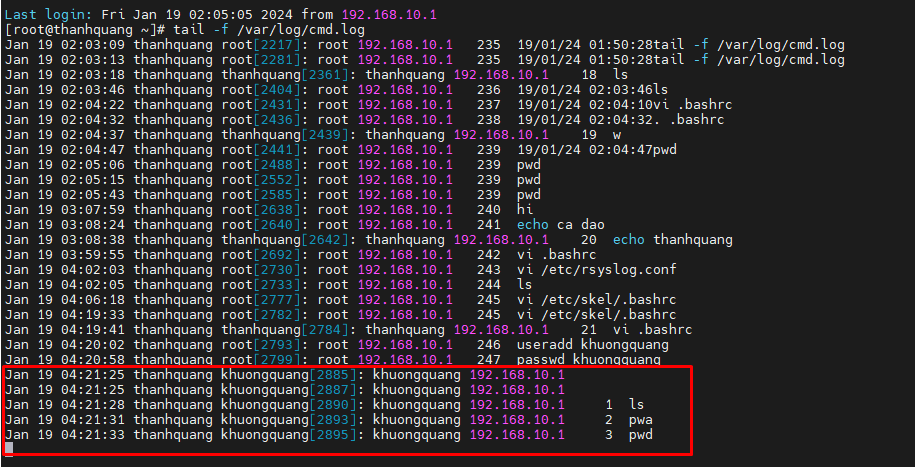 Last login: Fri Jan 19 02:05:05 2024 from 192.168.10.1
[root@thanhquang ~]# tail -f /var/log/cmd.log
Jan 19 02:03:09 thanhquang root[2217]: root 192.168.10.1   235  19/01/24 01:50:28tail -f /var/log/cmd.log
Jan 19 02:03:13 thanhquang root[2281]: root 192.168.10.1   235  19/01/24 01:50:28tail -f /var/log/cmd.log
Jan 19 02:03:18 thanhquang thanhquang[2361]: thanhquang 192.168.10.1    18  ls
Jan 19 02:03:46 thanhquang root[2404]: root 192.168.10.1   236  19/01/24 02:03:46ls
Jan 19 02:04:22 thanhquang root[2431]: root 192.168.10.1   237  19/01/24 02:04:10vi .bashrc
Jan 19 02:04:32 thanhquang root[2436]: root 192.168.10.1   238  19/01/24 02:04:32. .bashrc
Jan 19 02:04:37 thanhquang thanhquang[2439]: thanhquang 192.168.10.1    19  w
Jan 19 02:04:47 thanhquang root[2441]: root 192.168.10.1   239  19/01/24 02:04:47pwd
Jan 19 02:05:06 thanhquang root[2488]: root 192.168.10.1   239  pwd
Jan 19 02:05:15 thanhquang root[2552]: root 192.168.10.1   239  pwd
Jan 19 02:05:43 thanhquang root[2585]: root 192.168.10.1   239  pwd
Jan 19 03:07:59 thanhquang root[2638]: root 192.168.10.1   240  hi
Jan 19 03:08:24 thanhquang root[2640]: root 192.168.10.1   241  echo ca dao
Jan 19 03:08:38 thanhquang thanhquang[2642]: thanhquang 192.168.10.1    20  echo thanhquang
Jan 19 03:59:55 thanhquang root[2692]: root 192.168.10.1   242  vi .bashrc
Jan 19 04:02:03 thanhquang root[2730]: root 192.168.10.1   243  vi /etc/rsyslog.conf
Jan 19 04:02:05 thanhquang root[2733]: root 192.168.10.1   244  ls
Jan 19 04:06:18 thanhquang root[2777]: root 192.168.10.1   245  vi /etc/skel/.bashrc
Jan 19 04:19:33 thanhquang root[2782]: root 192.168.10.1   245  vi /etc/skel/.bashrc
Jan 19 04:19:41 thanhquang thanhquang[2784]: thanhquang 192.168.10.1    21  vi .bashrc
Jan 19 04:20:02 thanhquang root[2793]: root 192.168.10.1   246  useradd khuongquang
Jan 19 04:20:58 thanhquang root[2799]: root 192.168.10.1   247  passwd khuongquang
Jan 19 04:21:25 thanhquang khuongquang[2885]: khuongquang 192.168.10.1
Jan 19 04:21:25 thanhquang khuongquang[2887]: khuongquang 192.168.10.1
Jan 19 04:21:28 thanhquang khuongquang[2890]: khuongquang 192.168.10.1     1  ls
Jan 19 04:21:31 thanhquang khuongquang[2893]: khuongquang 192.168.10.1     2  pwa
Jan 19 04:21:33 thanhquang khuongquang[2895]: khuongquang 192.168.10.1     3  pwd